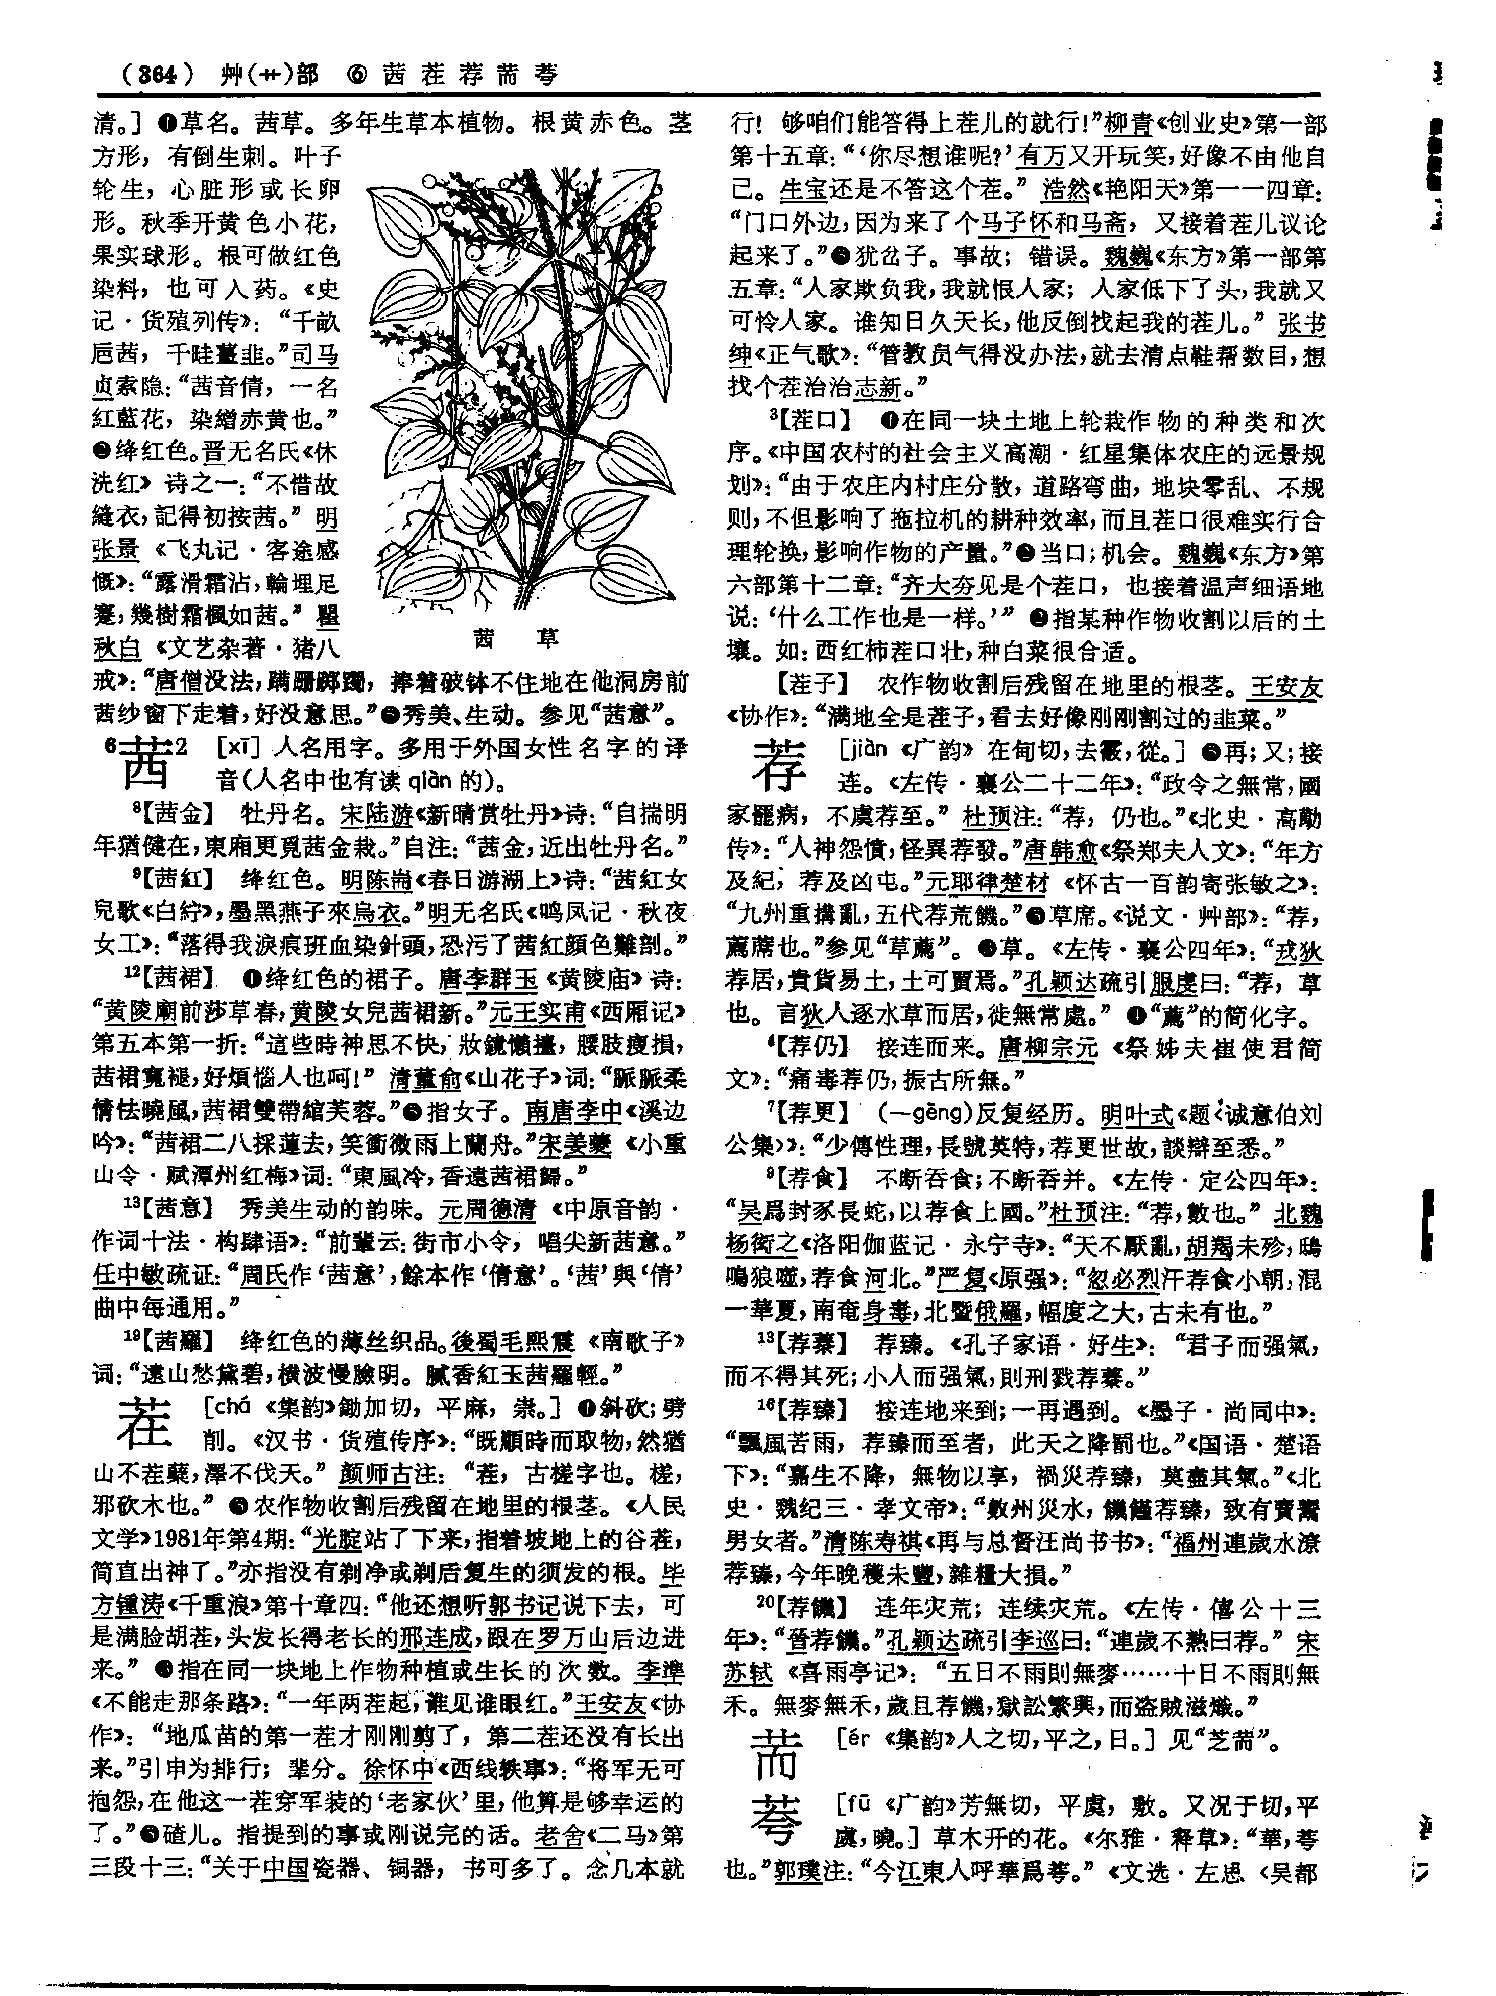 (364) 艸(艹)部 ⑥ 茜茬荐荋荂
清。] ❶草名。茜草。多年生草本植物。根黄赤色。茎
方形，有倒生刺。叶子
轮生，心脏形或长卵
形。秋季开黄色小花，
果实球形。根可做红色
染料，也可入药。《史
记·货殖列传》：“千畝
巵茜，千畦薑韭。”司马
贞索隐：“茜音倩，一名
紅藍花，染繒赤黄也。”
❷绛红色。晋无名氏《休
洗红》诗之一：“不惜故
縫衣，記得初按茜。” 明
张景《飞丸记·客途感
慨》：“露滑霜沾，輪埋足
蹇，幾樹霜楓如茜。” 瞿
秋白《文艺杂著·猪八
戒》：“唐僧没法，蹒跚踯躅，捧着破钵不住地在他洞房前
茜纱窗下走着，好没意思。”❸秀美、生动。参见“茜意”。
茜草
6茜2 [xī] 人名用字。多用于外国女性名字的译
音(人名中也有读 qiàn 的)。
8【茜金】 牡丹名。宋陆游《新晴赏牡丹》诗：“自揣明
年猶健在，東廂更覓茜金栽。”自注：“茜金，近出牡丹名。”
9【茜紅】 绛红色。明陈耑《春日游湖上》诗：“茜紅女
兒歌《白紵》，墨黑燕子來烏衣。”明无名氏《鸣凤记·秋夜
女工》：“落得我淚痕班血染針頭，恐污了茜紅顔色難剖。”
12【茜裙】 ❶绛红色的裙子。唐李群玉《黄陵庙》诗：
“黄陵廟前莎草春，黄陵女兒茜裙新。”元王实甫《西厢记》
第五本第一折：“這些時神思不快，妝鏡懶擡，腰肢瘦損，
茜裙寬褪，好煩惱人也呵！” 清董俞《山花子》词：“脈脈柔
情怯曉風，茜裙雙帶綰芙蓉。”❷指女子。南唐李中《溪边
吟》：“茜裙二八採蓮去，笑衝微雨上蘭舟。”宋姜夔《小重
山令·赋潭州红梅》词：“東風冷，香遠茜裙歸。”
13【茜意】 秀美生动的韵味。元周德清《中原音韵·
作词十法·构肆语》：“前輩云：街市小令，唱尖新茜意。”
任中敏疏证：“周氏作‘茜意’，餘本作‘倩意’。‘茜’與‘倩’
曲中每通用。”
19【茜羅】 绛红色的薄丝织品。後蜀毛熙震《南歌子》
词：“遠山愁黛碧，横波慢臉明。膩香紅玉茜羅輕。”
茬 [chá 《集韵》鋤加切，平麻，崇。] ❶斜砍；劈
削。《汉书·货殖传序》：“既順時而取物，然猶
山不茬蘖，澤不伐夭。” 颜师古注：“茬，古槎字也。槎，
邪砍木也。” ❷农作物收割后残留在地里的根茎。《人民
文学》1981年第4期：“光腚站了下来，指着坡地上的谷茬，
简直出神了。”亦指没有剃净或剃后复生的须发的根。毕
方锺涛《千重浪》第十章四：“他还想听郭书记说下去，可
是满脸胡茬，头发长得老长的邢连成，跟在罗万山后边进
来。” ❸指在同一块地上作物种植或生长的次数。李準
《不能走那条路》：“一年两茬起，谁见谁眼红。”王安友《协
作》：“地瓜苗的第一茬才刚刚剪了，第二茬还没有长出
来。”引申为排行；辈分。徐怀中《西线轶事》：“将军无可
抱怨，在他这一茬穿军装的‘老家伙’里，他算是够幸运的
了。”❹碴儿。指提到的事或刚说完的话。老舍《二马》第
三段十三：“关于中国瓷器、铜器，书可多了。念几本就
行！够咱们能答得上茬儿的就行！”柳青《创业史》第一部
第十五章：“‘你尽想谁呢？’有万又开玩笑，好像不由他自
己。生宝还是不答这个茬。” 浩然《艳阳天》第一一四章：
“门口外边，因为来了个马子怀和马斋，又接着茬儿议论
起来了。”❺犹岔子。事故；错误。魏巍《东方》第一部第
五章：“人家欺负我，我就恨人家；人家低下了头，我就又
可怜人家。谁知日久天长，他反倒找起我的茬儿。” 张书
绅《正气歌》：“管教员气得没办法，就去清点鞋帮数目，想
找个茬治治志新。”
3【茬口】 ❶在同一块土地上轮栽作物的种类和次
序。《中国农村的社会主义高潮·红星集体农庄的远景规
划》：“由于农庄内村庄分散，道路弯曲，地块零乱、不规
则，不但影响了拖拉机的耕种效率，而且茬口很难实行合
理轮换，影响作物的产量。”❷当口；机会。魏巍《东方》第
六部第十二章：“齐大夯见是个茬口，也接着温声细语地
说：‘什么工作也是一样。’” ❸指某种作物收割以后的土
壤。如：西红柿茬口壮，种白菜很合适。
【茬子】 农作物收割后残留在地里的根茎。王安友
《协作》：“满地全是茬子，看去好像刚刚割过的韭菜。”
荐 [jiàn 《广韵》在甸切，去霰，從。] ❶再；又；接
连。《左传·襄公二十二年》：“政令之無常，國
家罷病，不虞荐至。” 杜预注：“荐，仍也。”《北史·高勱
传》：“人神怨憤，怪異荐發。”唐韩愈《祭郑夫人文》：“年方
及紀，荐及凶屯。”元耶律楚材《怀古一百韵寄张敏之》：
“九州重搆亂，五代荐荒饑。”❷草席。《说文·艸部》：“荐，
薦蓆也。”参见“草薦”。❸草。《左传·襄公四年》：“戎狄
荐居，貴貨易土，土可賈焉。”孔颖达疏引服虔曰：“荐，草
也。言狄人逐水草而居，徙無常處。” ❹“薦”的简化字。
4【荐仍】 接连而来。唐柳宗元《祭姊夫崔使君简
文》：“痛毒荐仍，振古所無。”
7【荐更】 (—gēng)反复经历。明叶式《题〈诚意伯刘
公集〉》：“少傳性理，長號英特，荐更世故，談辯至悉。”
9【荐食】 不断吞食；不断吞并。《左传·定公四年》：
“吴爲封豕長蛇，以荐食上國。”杜预注：“荐，數也。” 北魏
杨衒之《洛阳伽蓝记·永宁寺》：“天不厭亂，胡羯未殄，鴟
鳴狼噬，荐食河北。”严复《原强》：“忽必烈汗荐食小朝，混
一華夏，南奄身毒，北暨俄羅，幅度之大，古未有也。”
13【荐蓁】 荐臻。《孔子家语·好生》：“君子而强氣，
而不得其死；小人而强氣，則刑戮荐蓁。”
16【荐臻】 接连地来到；一再遇到。《墨子·尚同中》：
“飄風苦雨，荐臻而至者，此天之降罰也。”《国语·楚语
下》：“嘉生不降，無物以享，禍災荐臻，莫盡其氣。”《北
史·魏纪三·孝文帝》：“數州災水，饑饉荐臻，致有賣鬻
男女者。”清陈寿祺《再与总督汪尚书书》：“福州連歲水潦
荐臻，今年晚穫未豐，雜糧大損。”
20【荐饑】 连年灾荒；连续灾荒。《左传·僖公十三
年》：“晉荐饑。”孔颖达疏引李巡曰：“連歲不熟曰荐。” 宋
苏轼《喜雨亭记》：“五日不雨則無麥……十日不雨則無
禾。無麥無禾，歲且荐饑，獄訟繁興，而盗賊滋熾。”
荋 [ér 《集韵》人之切，平之，日。] 见“芝荋”。
荂 [fū 《广韵》芳無切，平虞，敷。又况于切，平
虞，曉。] 草木开的花。《尔雅·释草》：“華，荂
也。”郭璞注：“今江東人呼華爲荂。” 《文选·左思〈吴都